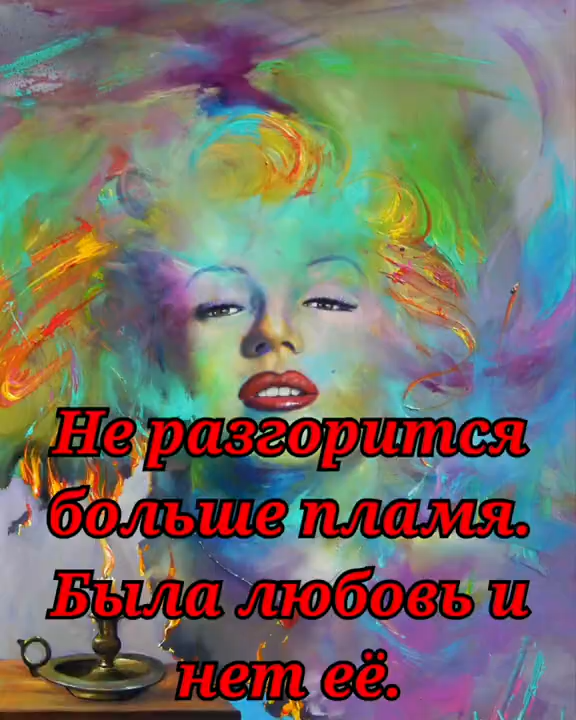 Не разгорится
больше пламя.
Была любовь и
нет её.